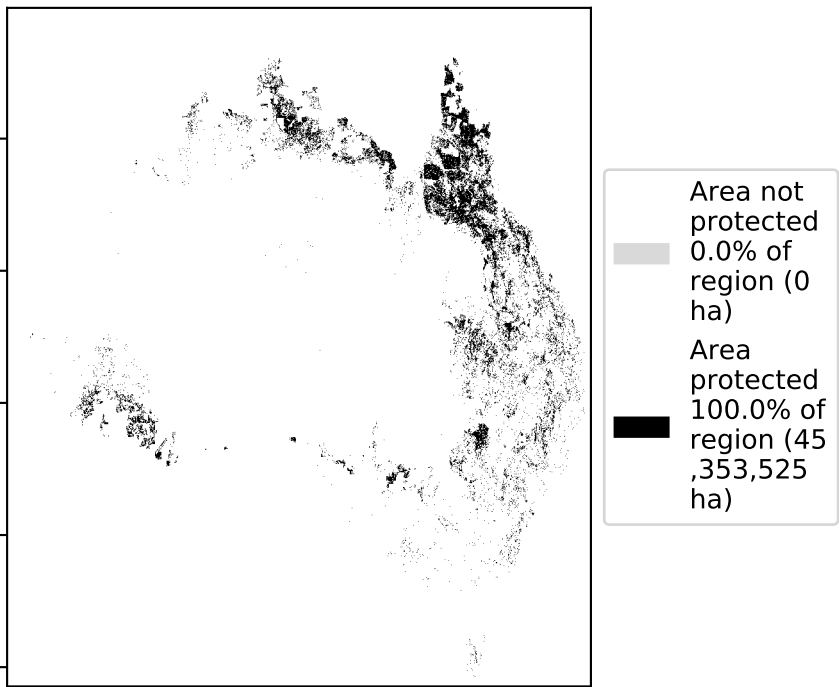 Area not
protected
0.0% of
region (0
ha)
Area
protected
100.0% of
region (45
,353,525
ha)